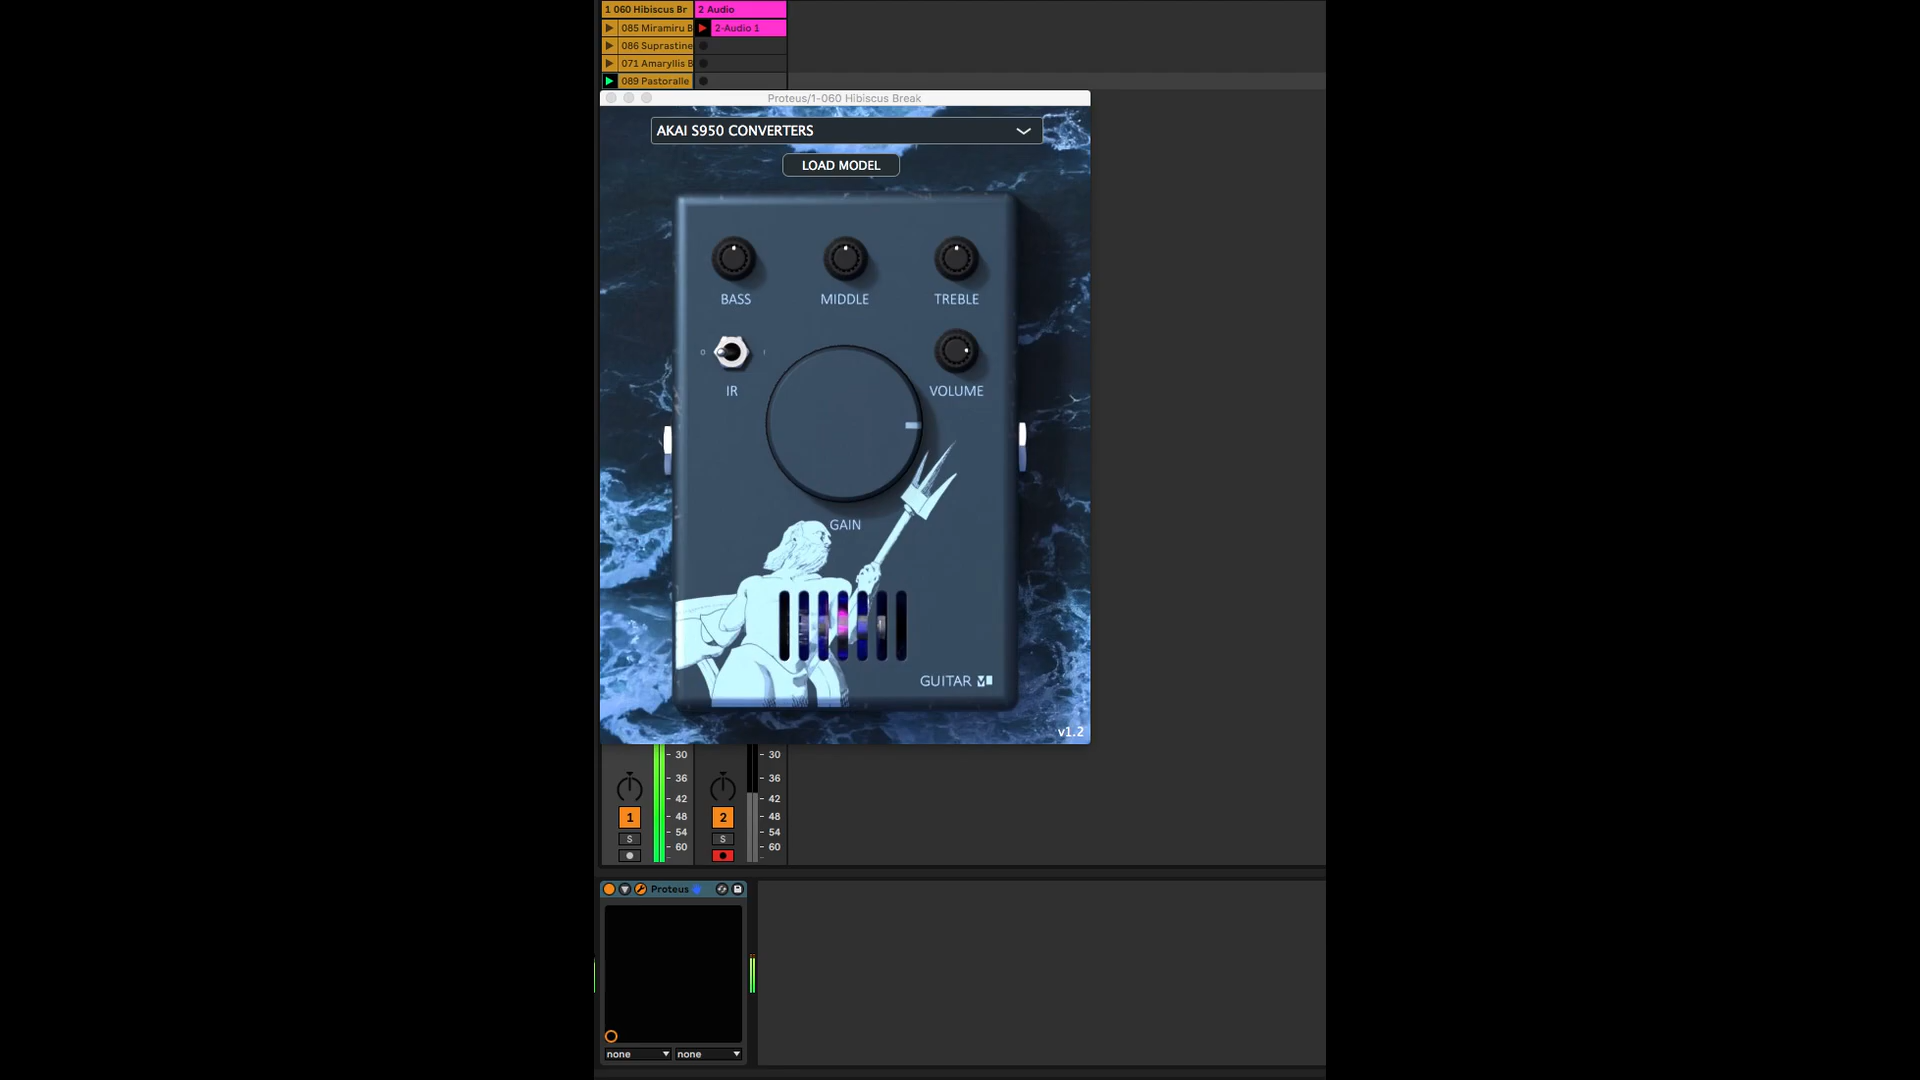 1 060 Hibiscus Br 2 Audio
085 Miramiru B 2-Audio 1
086 Suprastine
071 Amaryllis B
089 Pastoralle
Proteus/1-060 Hibiscus Break
AKAI S950 CONVERTERS
LOAD MODEL
BASS MIDDLE TREBLE
0 I
IR VOLUME
GAIN
GUITAR ML
v1.2
30 30
36 36
42 42
1 48 2 48
S 54 S 54
60 60
Proteus
none none